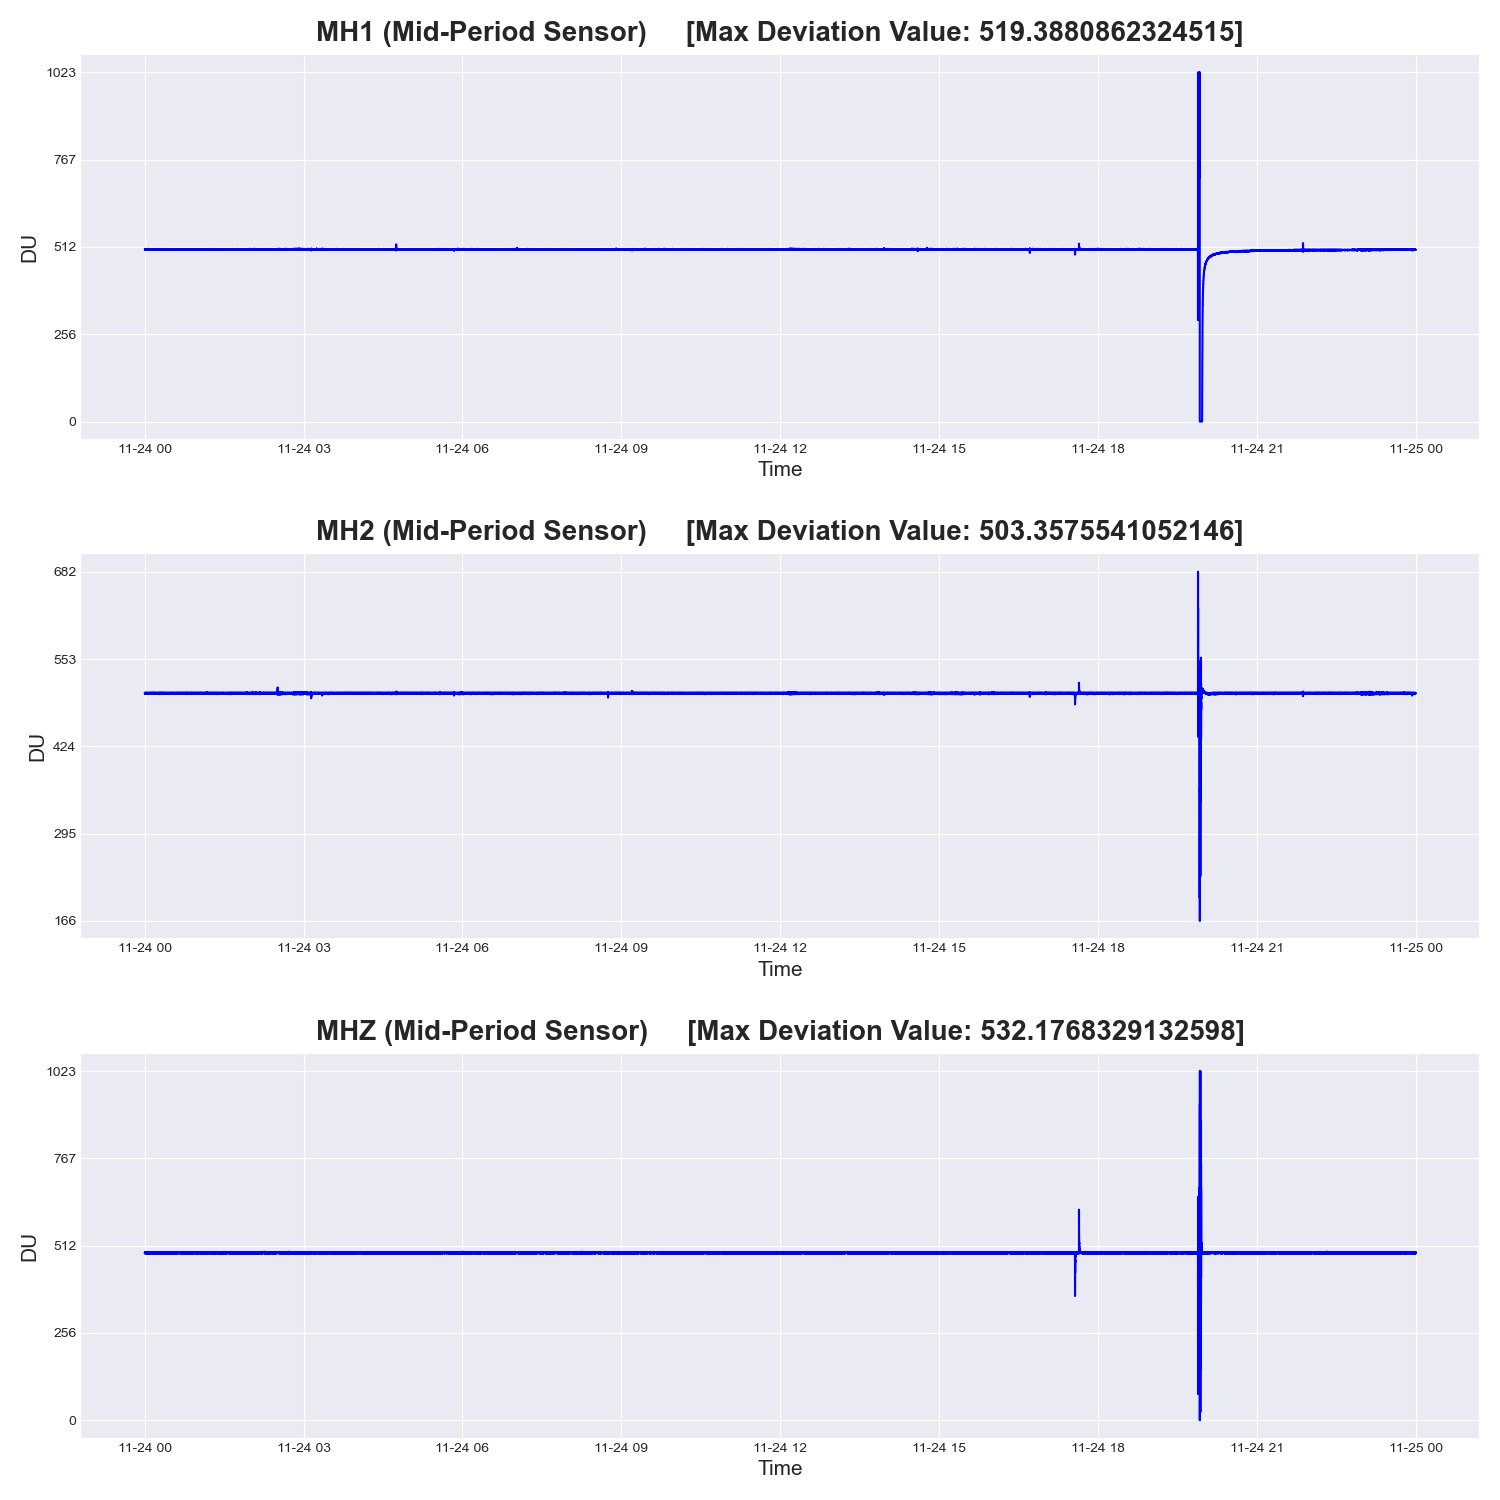 MH1 (Mid-Period Sensor) [Max Deviation Value: 519.3880862324515]
1023
767
512
256
0
DU
11-24 00 11-24 03 11-24 06 11-24 09 11-24 12 11-24 15 11-24 18 11-24 21 11-25 00
Time
MH2 (Mid-Period Sensor) [Max Deviation Value: 503.3575541052146]
682
553
424
295
166
DU
11-24 00 11-24 03 11-24 06 11-24 09 11-24 12 11-24 15 11-24 18 11-24 21 11-25 00
Time
MHZ (Mid-Period Sensor) [Max Deviation Value: 532.1768329132598]
1023
767
512
256
0
DU
11-24 00 11-24 03 11-24 06 11-24 09 11-24 12 11-24 15 11-24 18 11-24 21 11-25 00
Time